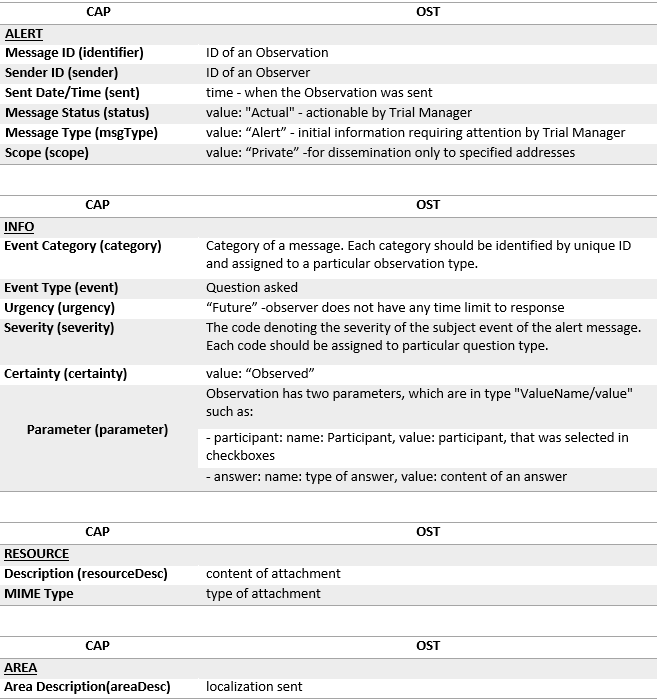 CAP OST
ALERT
Message ID (identifier) ID of an Observation
Sender ID (sender) ID of an Observer
Sent Date/Time (sent) time - when the Observation was sent
Message Status (status) value: "Actual" - actionable by Trial Manager
Message Type (msgType) value: “Alert” - initial information requiring attention by Trial Manager
Scope (scope) value: “Private” -for dissemination only to specified addresses
CAP OST
INFO
Event Category (category) Category of a message. Each category should be identified by unique ID
and assigned to a particular observation type.
Event Type (event) Question asked
Urgency (urgency) “Future” -observer does not have any time limit to response
Severity (severity) The code denoting the severity of the subject event of the alert message.
Each code should be assigned to particular question type.
Certainty (certainty) value: “Observed”
Parameter (parameter) Observation has two parameters, which are in type "ValueName/value"
such as:
- participant: name: Participant, value: participant, that was selected in
checkboxes
- answer: name: type of answer, value: content of an answer
CAP OST
RESOURCE
Description (resourceDesc) content of attachment
MIME Type type of attachment
CAP OST
AREA
Area Description(areaDesc) localization sent